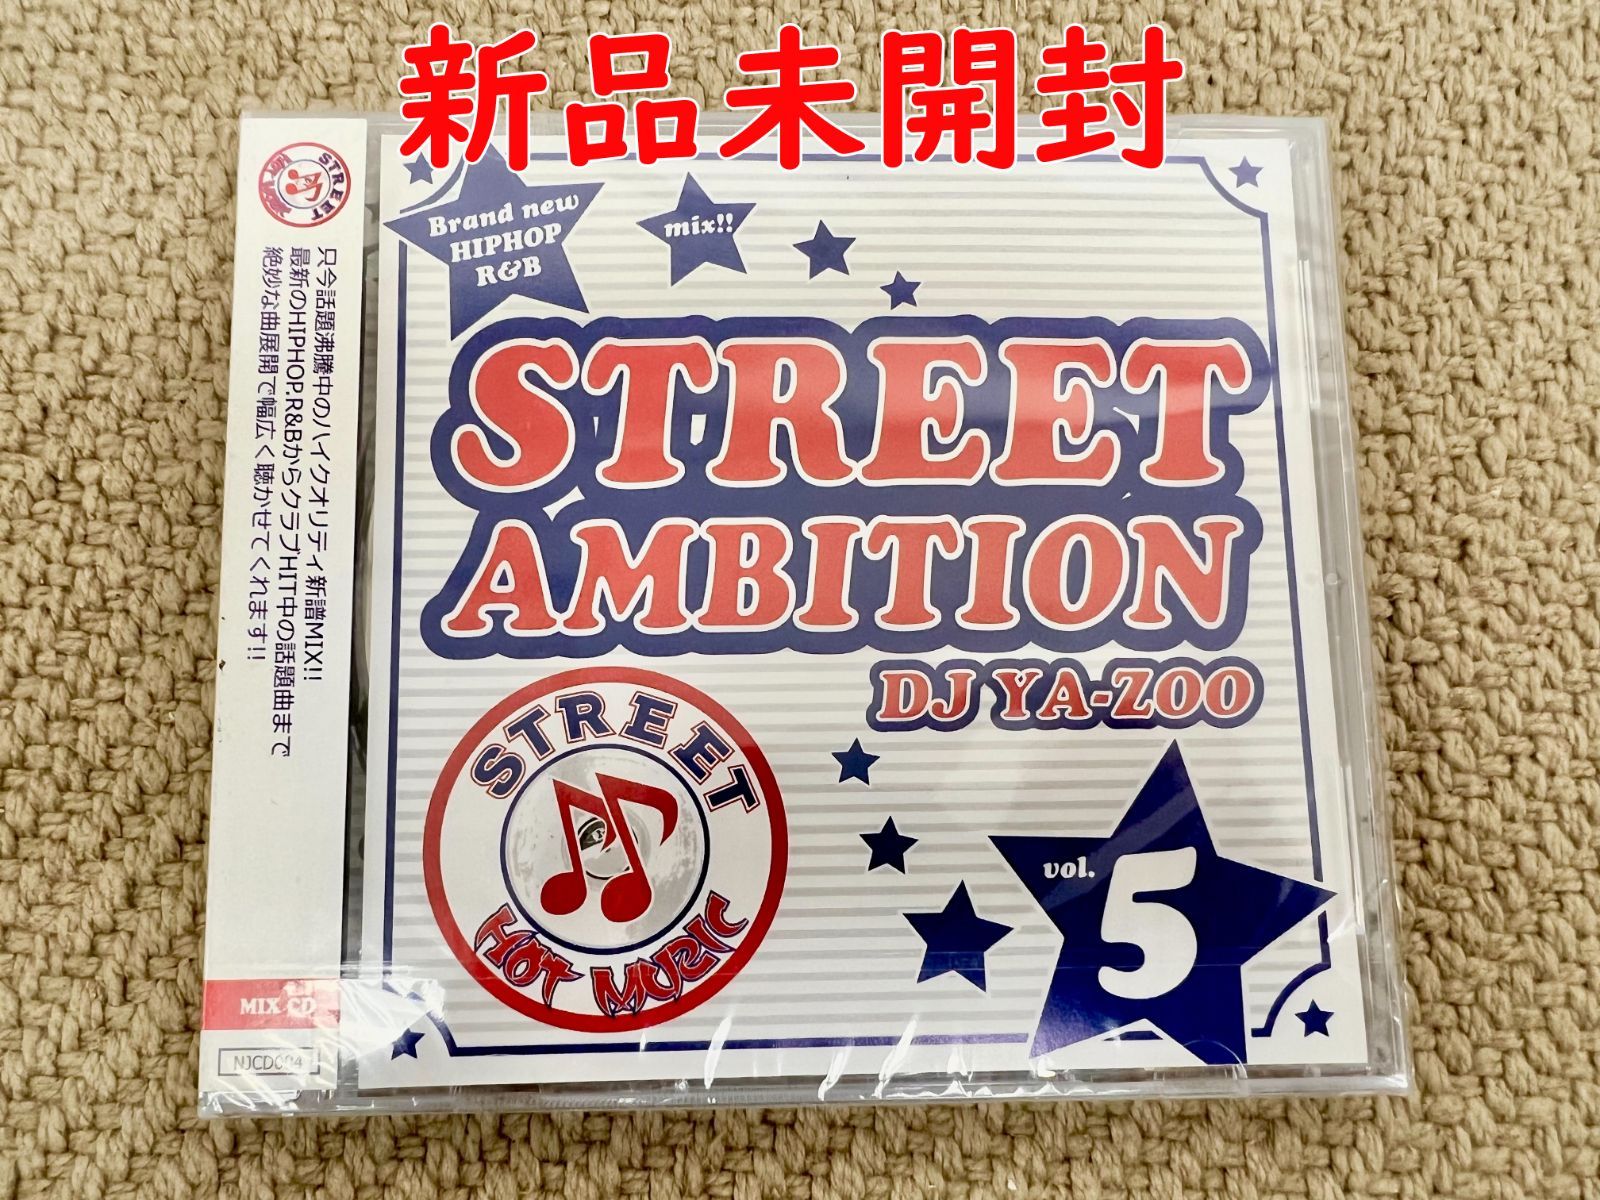 新品未開封
Brand new
HIPHOP
R&B
mix!!
STREET
AMBITION
DJ YA-ZOO
STREET
HOT MUZIC
vol.
5
STREET
只今話題沸騰中のハイクオリティ新譜MIX!!
最新のHIPHOP.R&BからクラブHIT中の話題曲まで
絶妙な曲展開で幅広く聴かせてくれます!!
MIX CD
NJCD004